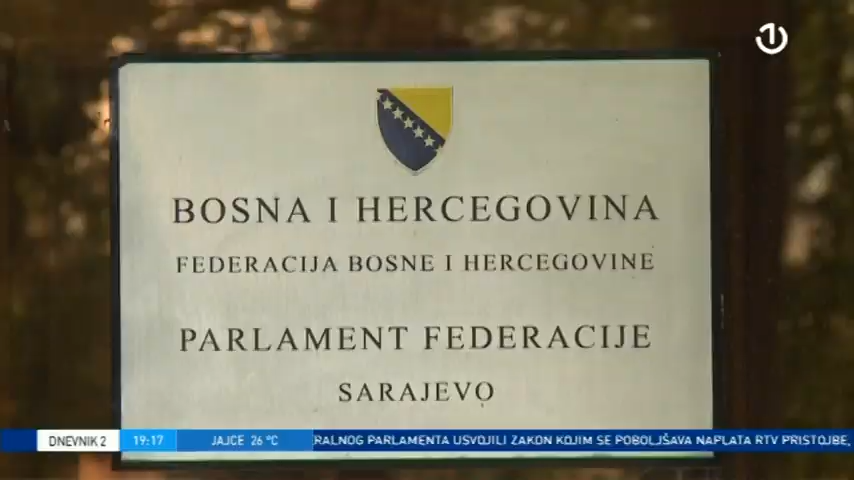 BOSNA I HERCEGOVINA
FEDERACIJA BOSNE I HERCEGOVINE
PARLAMENT FEDERACIJE
SARAJEVO
DNEVNIK 2 19:17 JAJCE 26 °C RALNOG PARLAMENTA USVOJILI ZAKON KOJIM SE POBOLJŠAVA NAPLATA RTV PRISTOJBE,